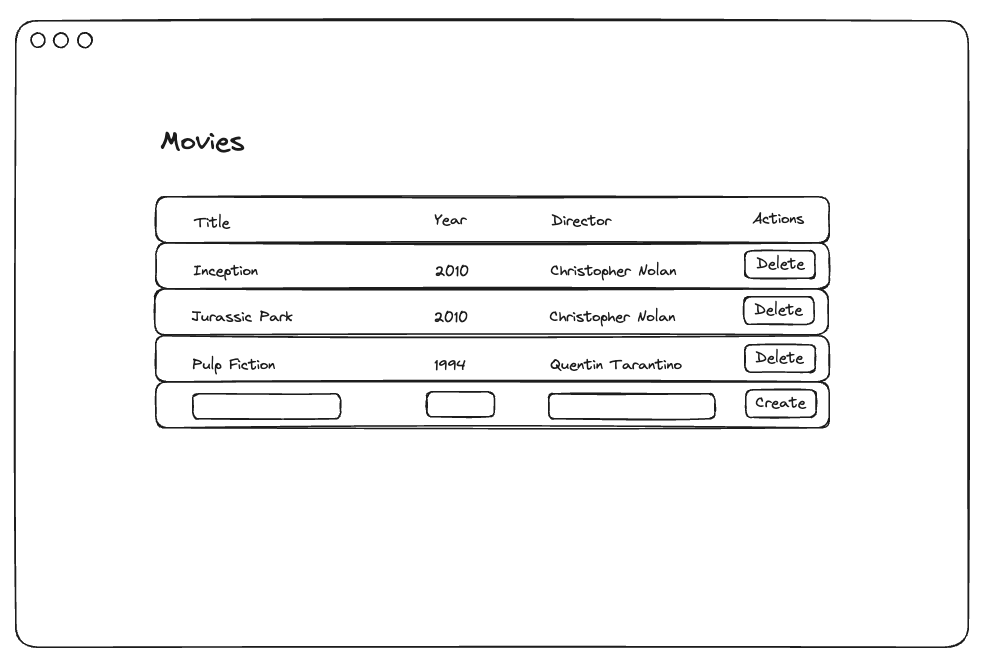 Movies
Title Year Director Actions
Inception 2010 Christopher Nolan Delete
Jurassic Park 2010 Christopher Nolan Delete
Pulp Fiction 1994 Quentin Tarantino Delete
Create